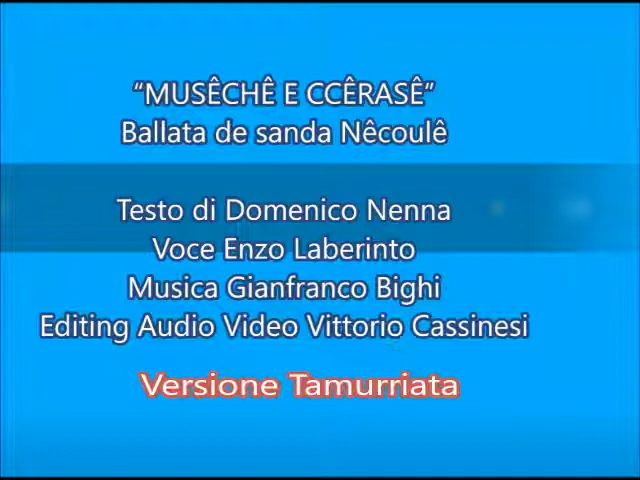 “MUSÊCHÊ E CCÊRASÊ”
Ballata de sanda Nêcoulê
Testo di Domenico Nenna
Voce Enzo Laberinto
Musica Gianfranco Bighi
Editing Audio Video Vittorio Cassinesi
Versione Tamurriata